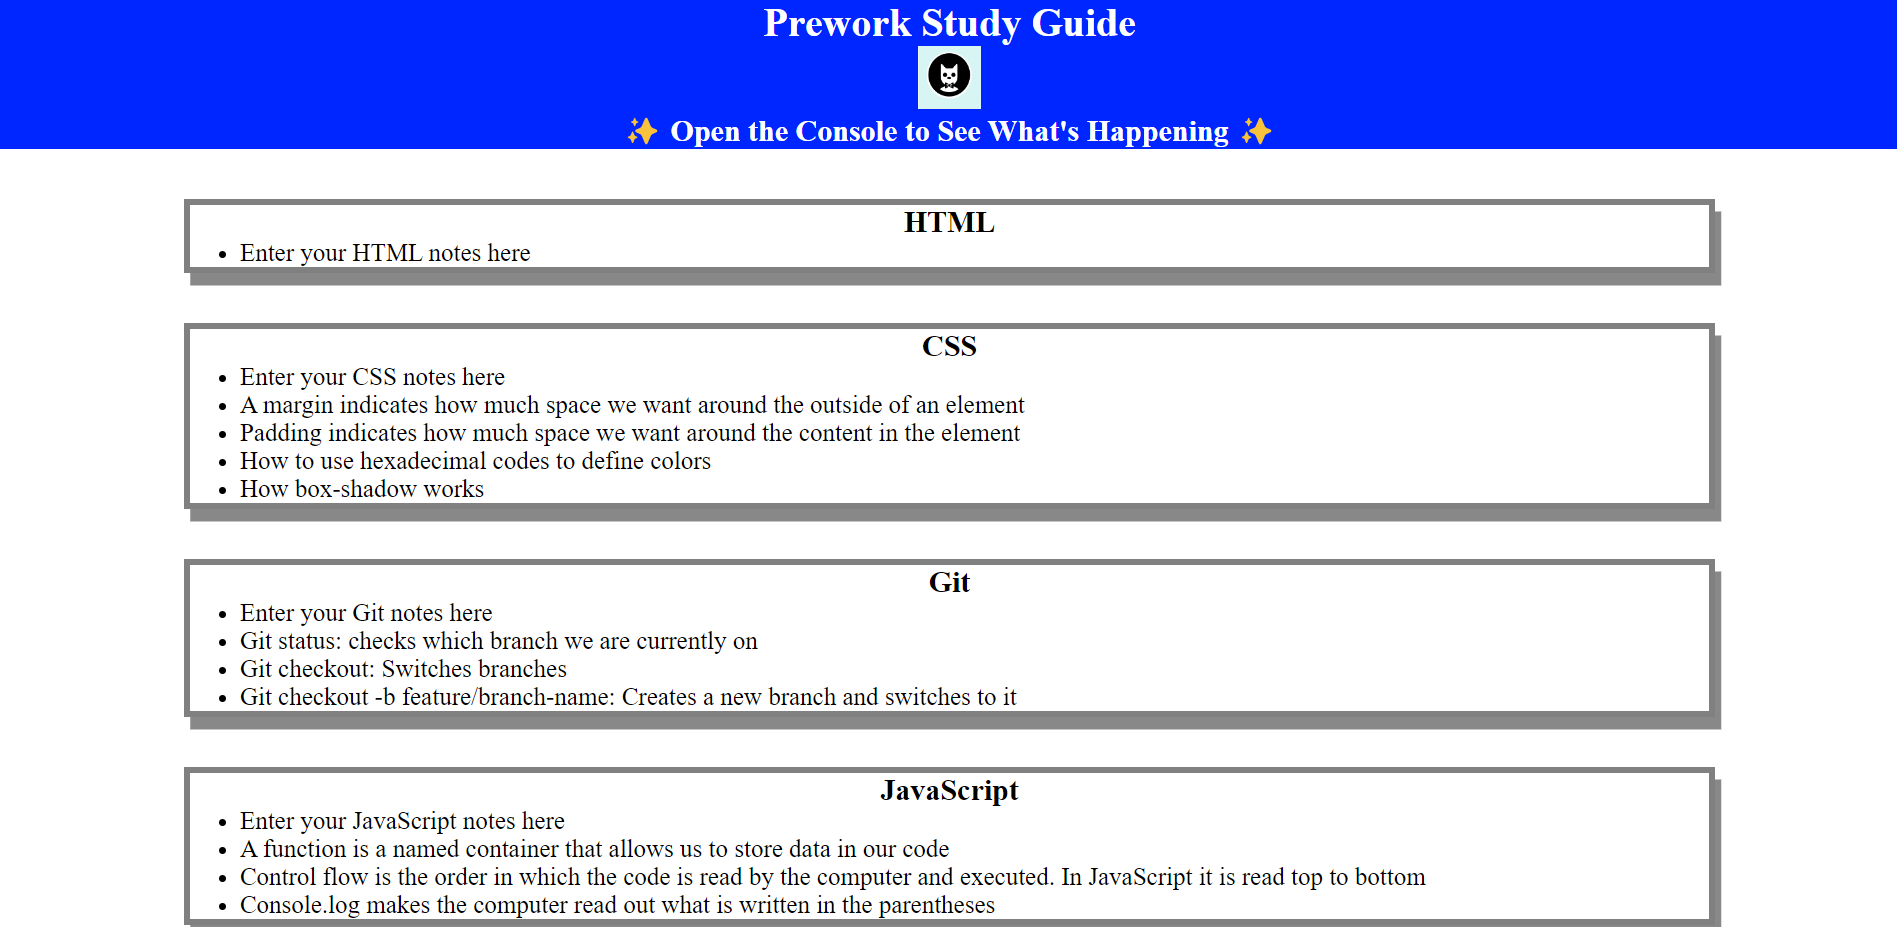 Prework Study Guide
✨ Open the Console to See What's Happening ✨
HTML
• Enter your HTML notes here
CSS
• Enter your CSS notes here
• A margin indicates how much space we want around the outside of an element
• Padding indicates how much space we want around the content in the element
• How to use hexadecimal codes to define colors
• How box-shadow works
Git
• Enter your Git notes here
• Git status: checks which branch we are currently on
• Git checkout: Switches branches
• Git checkout -b feature/branch-name: Creates a new branch and switches to it
JavaScript
• Enter your JavaScript notes here
• A function is a named container that allows us to store data in our code
• Control flow is the order in which the code is read by the computer and executed. In JavaScript it is read top to bottom
• Console.log makes the computer read out what is written in the parentheses